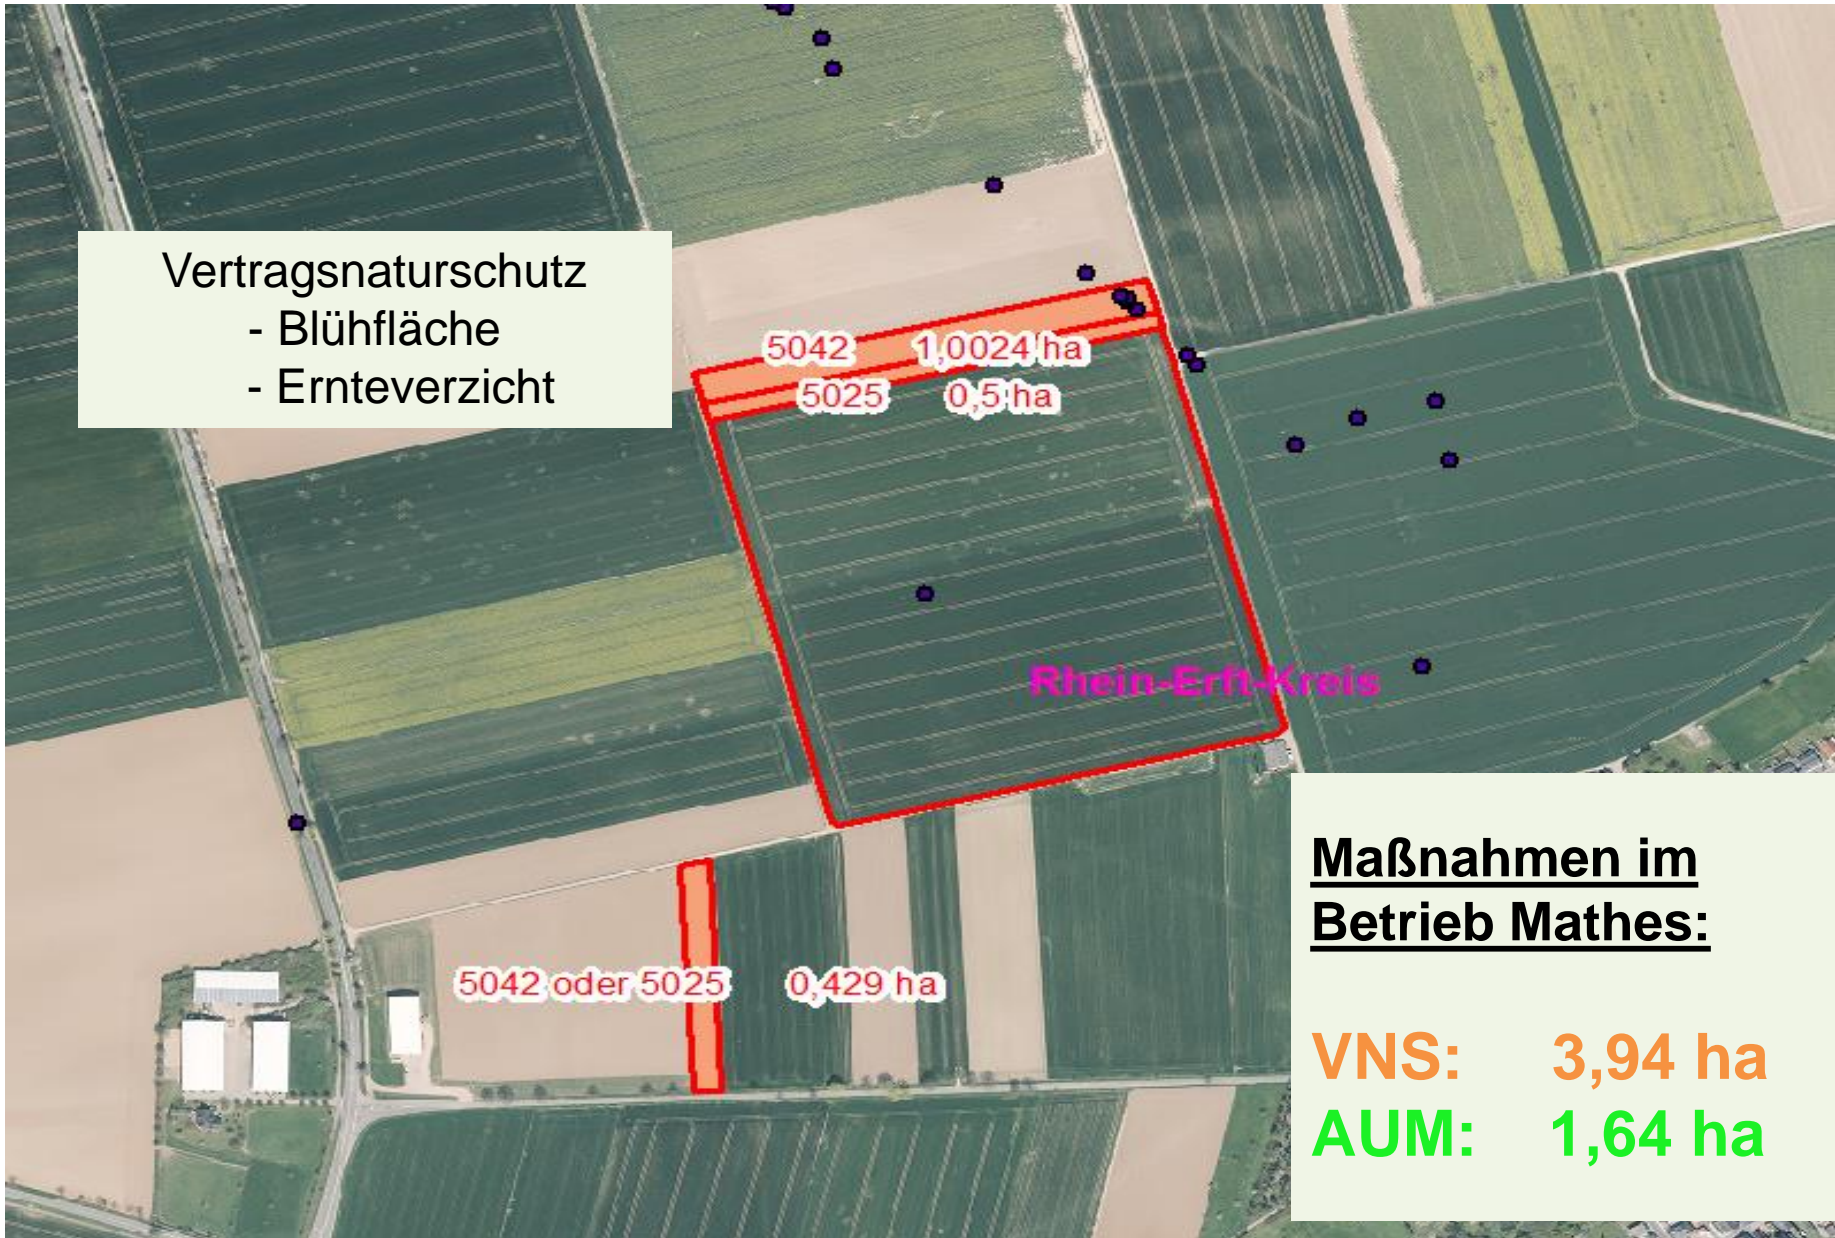 Vertragsnaturschutz
- Blühfläche
- Ernteverzicht
5042 1,0024 ha
5025 0,5 ha
Rhein-Erft-Kreis
5042 oder 5025 0,429 ha
Maßnahmen im
Betrieb Mathes:
VNS: 3,94 ha
AUM: 1,64 ha